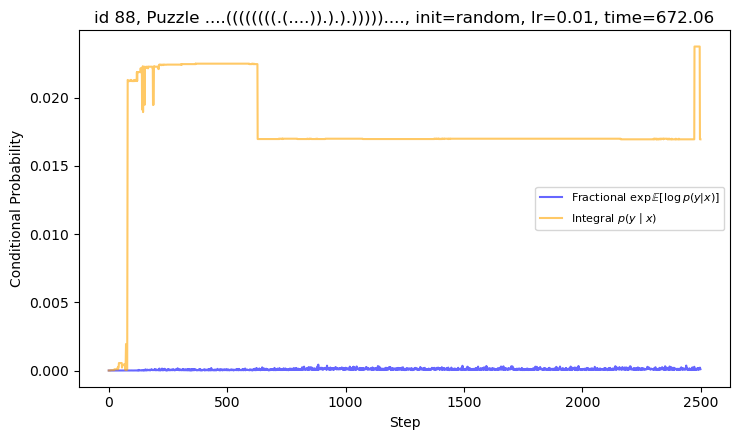 id 88, Puzzle ....((((((((.(....)).).).)))))...., init=random, lr=0.01, time=672.06
Conditional Probability
0.020
0.015
0.010
0.005
0.000
Fractional exp𝔼[log p(y|x)]
Integral p(y | x)
0
500
1000
1500
2000
2500
Step